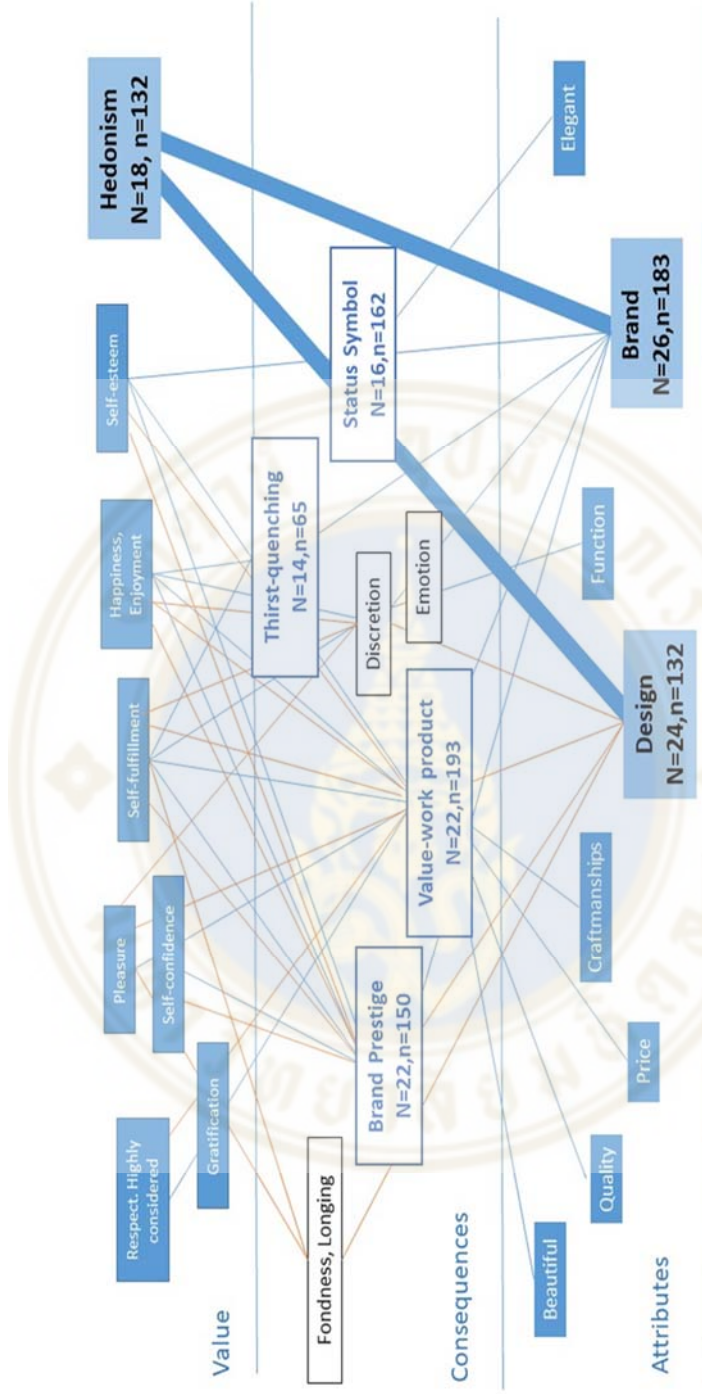 Value
Respect. Highly
considered
Gratification
Pleasure
Self-confidence
Self-fulfillment
Happiness,
Enjoyment
Self-esteem
Hedonism
N=18, n=132
Consequences
Fondness, Longing
Brand Prestige
N=22,n=150
Value-work product
N=22,n=193
Discretion
Emotion
Thirst-quenching
N=14,n=65
Status Symbol
N=16,n=162
Attributes
Beautiful
Quality
Price
Craftmanships
Design
N=24,n=132
Function
Brand
N=26,n=183
Elegant